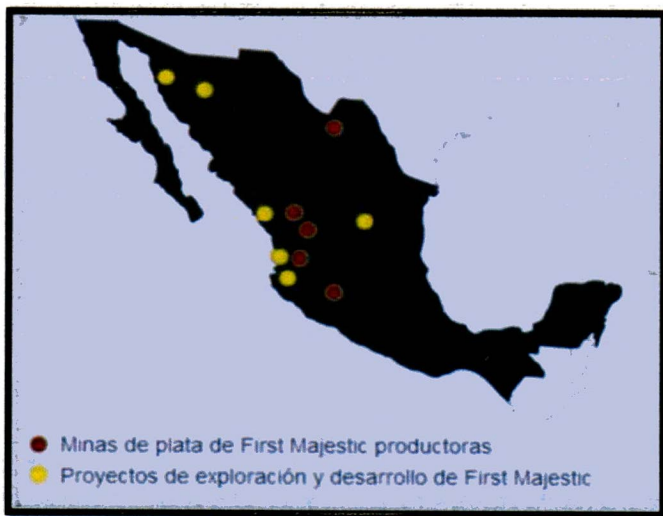 Minas de plata de First Majestic productoras
Proyectos de exploración y desarrollo de First Majestic